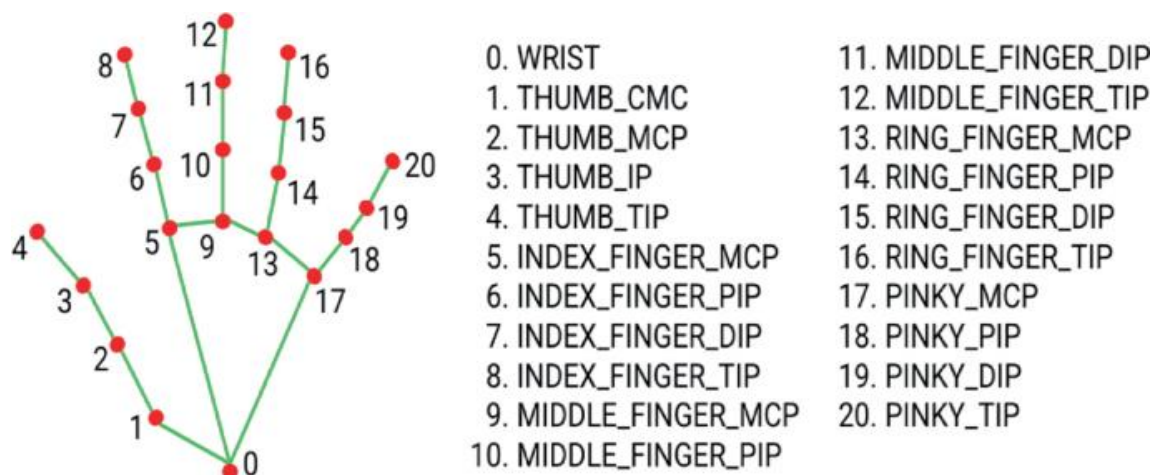 12
8
16
11
7
15
10
20
6
14
19
4
5
9
18
13
3
17
2
1
0
0. WRIST
1. THUMB_CMC
2. THUMB_MCP
3. THUMB_IP
4. THUMB_TIP
5. INDEX_FINGER_MCP
6. INDEX_FINGER_PIP
7. INDEX_FINGER_DIP
8. INDEX_FINGER_TIP
9. MIDDLE_FINGER_MCP
10. MIDDLE_FINGER_PIP
11. MIDDLE_FINGER_DIP
12. MIDDLE_FINGER_TIP
13. RING_FINGER_MCP
14. RING_FINGER_PIP
15. RING_FINGER_DIP
16. RING_FINGER_TIP
17. PINKY_MCP
18. PINKY_PIP
19. PINKY_DIP
20. PINKY_TIP